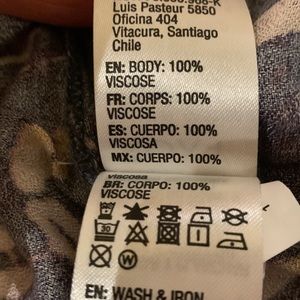 Luis Pasteur 5850
Oficina 404
Vitacura, Santiago
Chile
EN: BODY: 100%
VISCOSE
FR: CORPS: 100%
VISCOSE
ES: CUERPO: 100%
VISCOSA
MX: CUERPO: 100%
viscosa
BR: CORPO: 100%
VISCOSE
30
W
EN: WASH & IRON